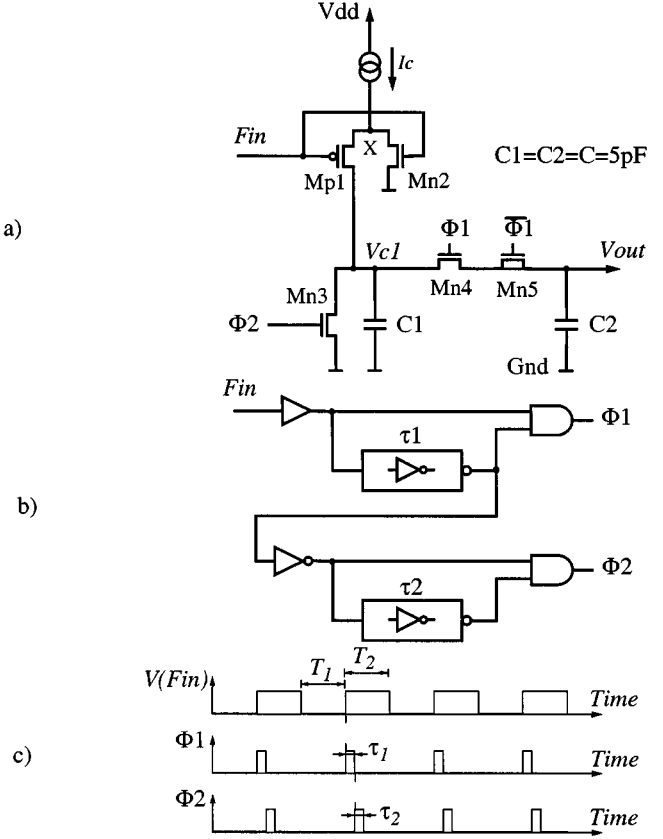 Vdd
Ic
Fin
X
C1=C2=C=5pF
Mp1
Mn2
a)
Φ1
Φ1
Vc1
Vout
Mn4
Mn5
Mn3
Φ2
C1
C2
Gnd
Fin
Φ1
τ1
b)
Φ2
τ2
T1
T2
V(Fin)
Time
c)
Φ1
τ1
Time
Φ2
τ2
Time